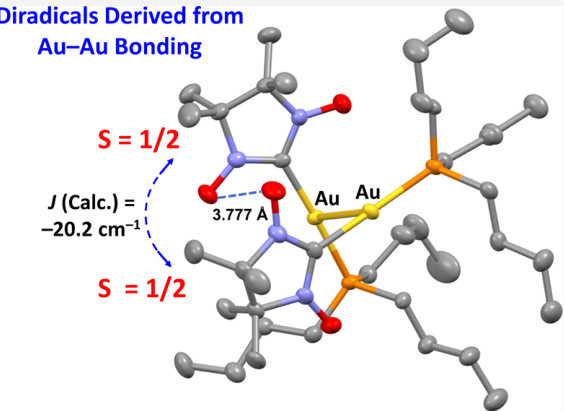 Diradicals Derived from
Au–Au Bonding
S = 1/2
J (Calc.) =
–20.2 cm–1
3.777 Å
Au
Au
S = 1/2